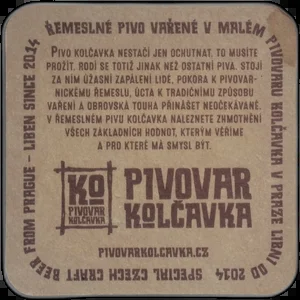 ŘEMESLNÉ PIVO VAŘENÉ V MALÉM
PIVOVARU KOLČAVKA V PRAZE LIBNI OD 2014
SPECIAL CZECH CRAFT
BEER FROM PRAGUE - LIBEN SINCE 2014
PIVO KOLČAVKA NESTAČÍ JEN OCHUTNAT, TO MUSÍTE
PROŽÍT. RODÍ SE TOTIŽ JINAK NEŽ OSTATNÍ PIVA. STOJÍ
ZA NÍM ÚŽASNÍ ZAPÁLENÍ LIDÉ, POKORA K PIVOVAR-
NICKÉMU ŘEMESLU, ÚCTA K TRADIČNÍMU ZPŮSOBU
VAŘENÍ A OBROVSKÁ TOUHA PŘINÁŠET NEOČEKÁVANÉ.
V ŘEMESLNÉM PIVU KOLČAVKA NALEZNETE ZHMOTNĚNÍ
VŠECH ZÁKLADNÍCH HODNOT, KTERÝM VĚŘÍME
A PRO KTERÉ MÁ SMYSL BÝT.
KO
PIVOVAR
KOLČAVKA
PIVOVAR
KOLČAVKA
PIVOVARKOLCAVKA.CZ